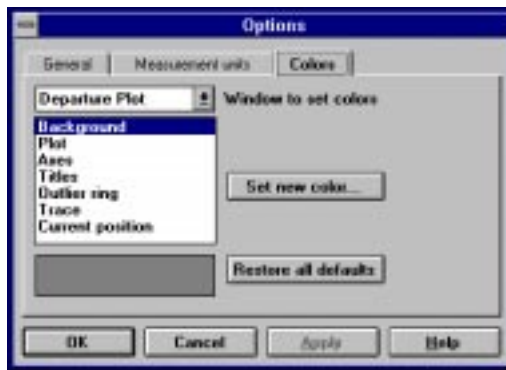 Options
General Measurement units Colors
Departure Plot Window to set colors
Background
Plot
Axes
Titles
Outlier ring
Trace
Current position
Set new color...
Restore all defaults
OK Cancel Apply Help